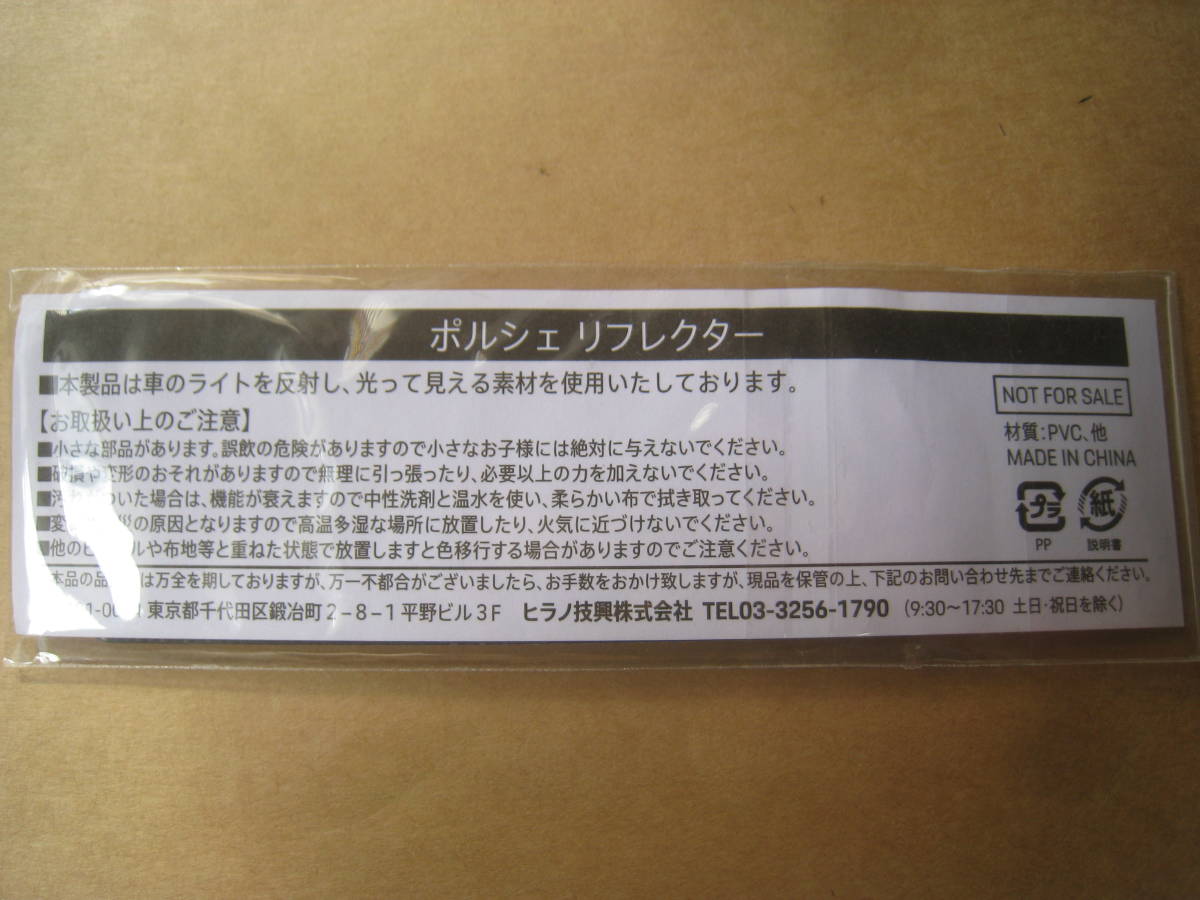 ポルシェ リフレクター
■本製品は車のライトを反射し、光って見える素材を使用いたしております。
NOT FOR SALE
【お取扱い上のご注意】
■小さな部品があります。誤飲の危険がありますので小さなお子様には絶対に与えないでください。
■破損や変形のおそれがありますので無理に引っ張ったり、必要以上の力を加えないでください。
■汚れがついた場合は、機能が衰えますので中性洗剤と温水を使い、柔らかい布で拭き取ってください。
の原因となりますので高温多湿な場所に放置したり、火気に近づけないでください。
■他のビニールや布地等と重ねた状態で放置しますと色移行する場合がありますのでご注意ください。
材質:PVC、他
MADE IN CHINA
プラ
PP
紙
説明書
本品の品質は万全を期しておりますが、万一不都合がございましたら、お手数をおかけ致しますが、現品を保管の上、下記のお問い合わせ先までご連絡ください。
東京都千代田区鍛冶町2-8-1平野ビル3F ヒラノ技興株式会社 TEL03-3256-1790 (9:30〜17:30 土日・祝日を除く)